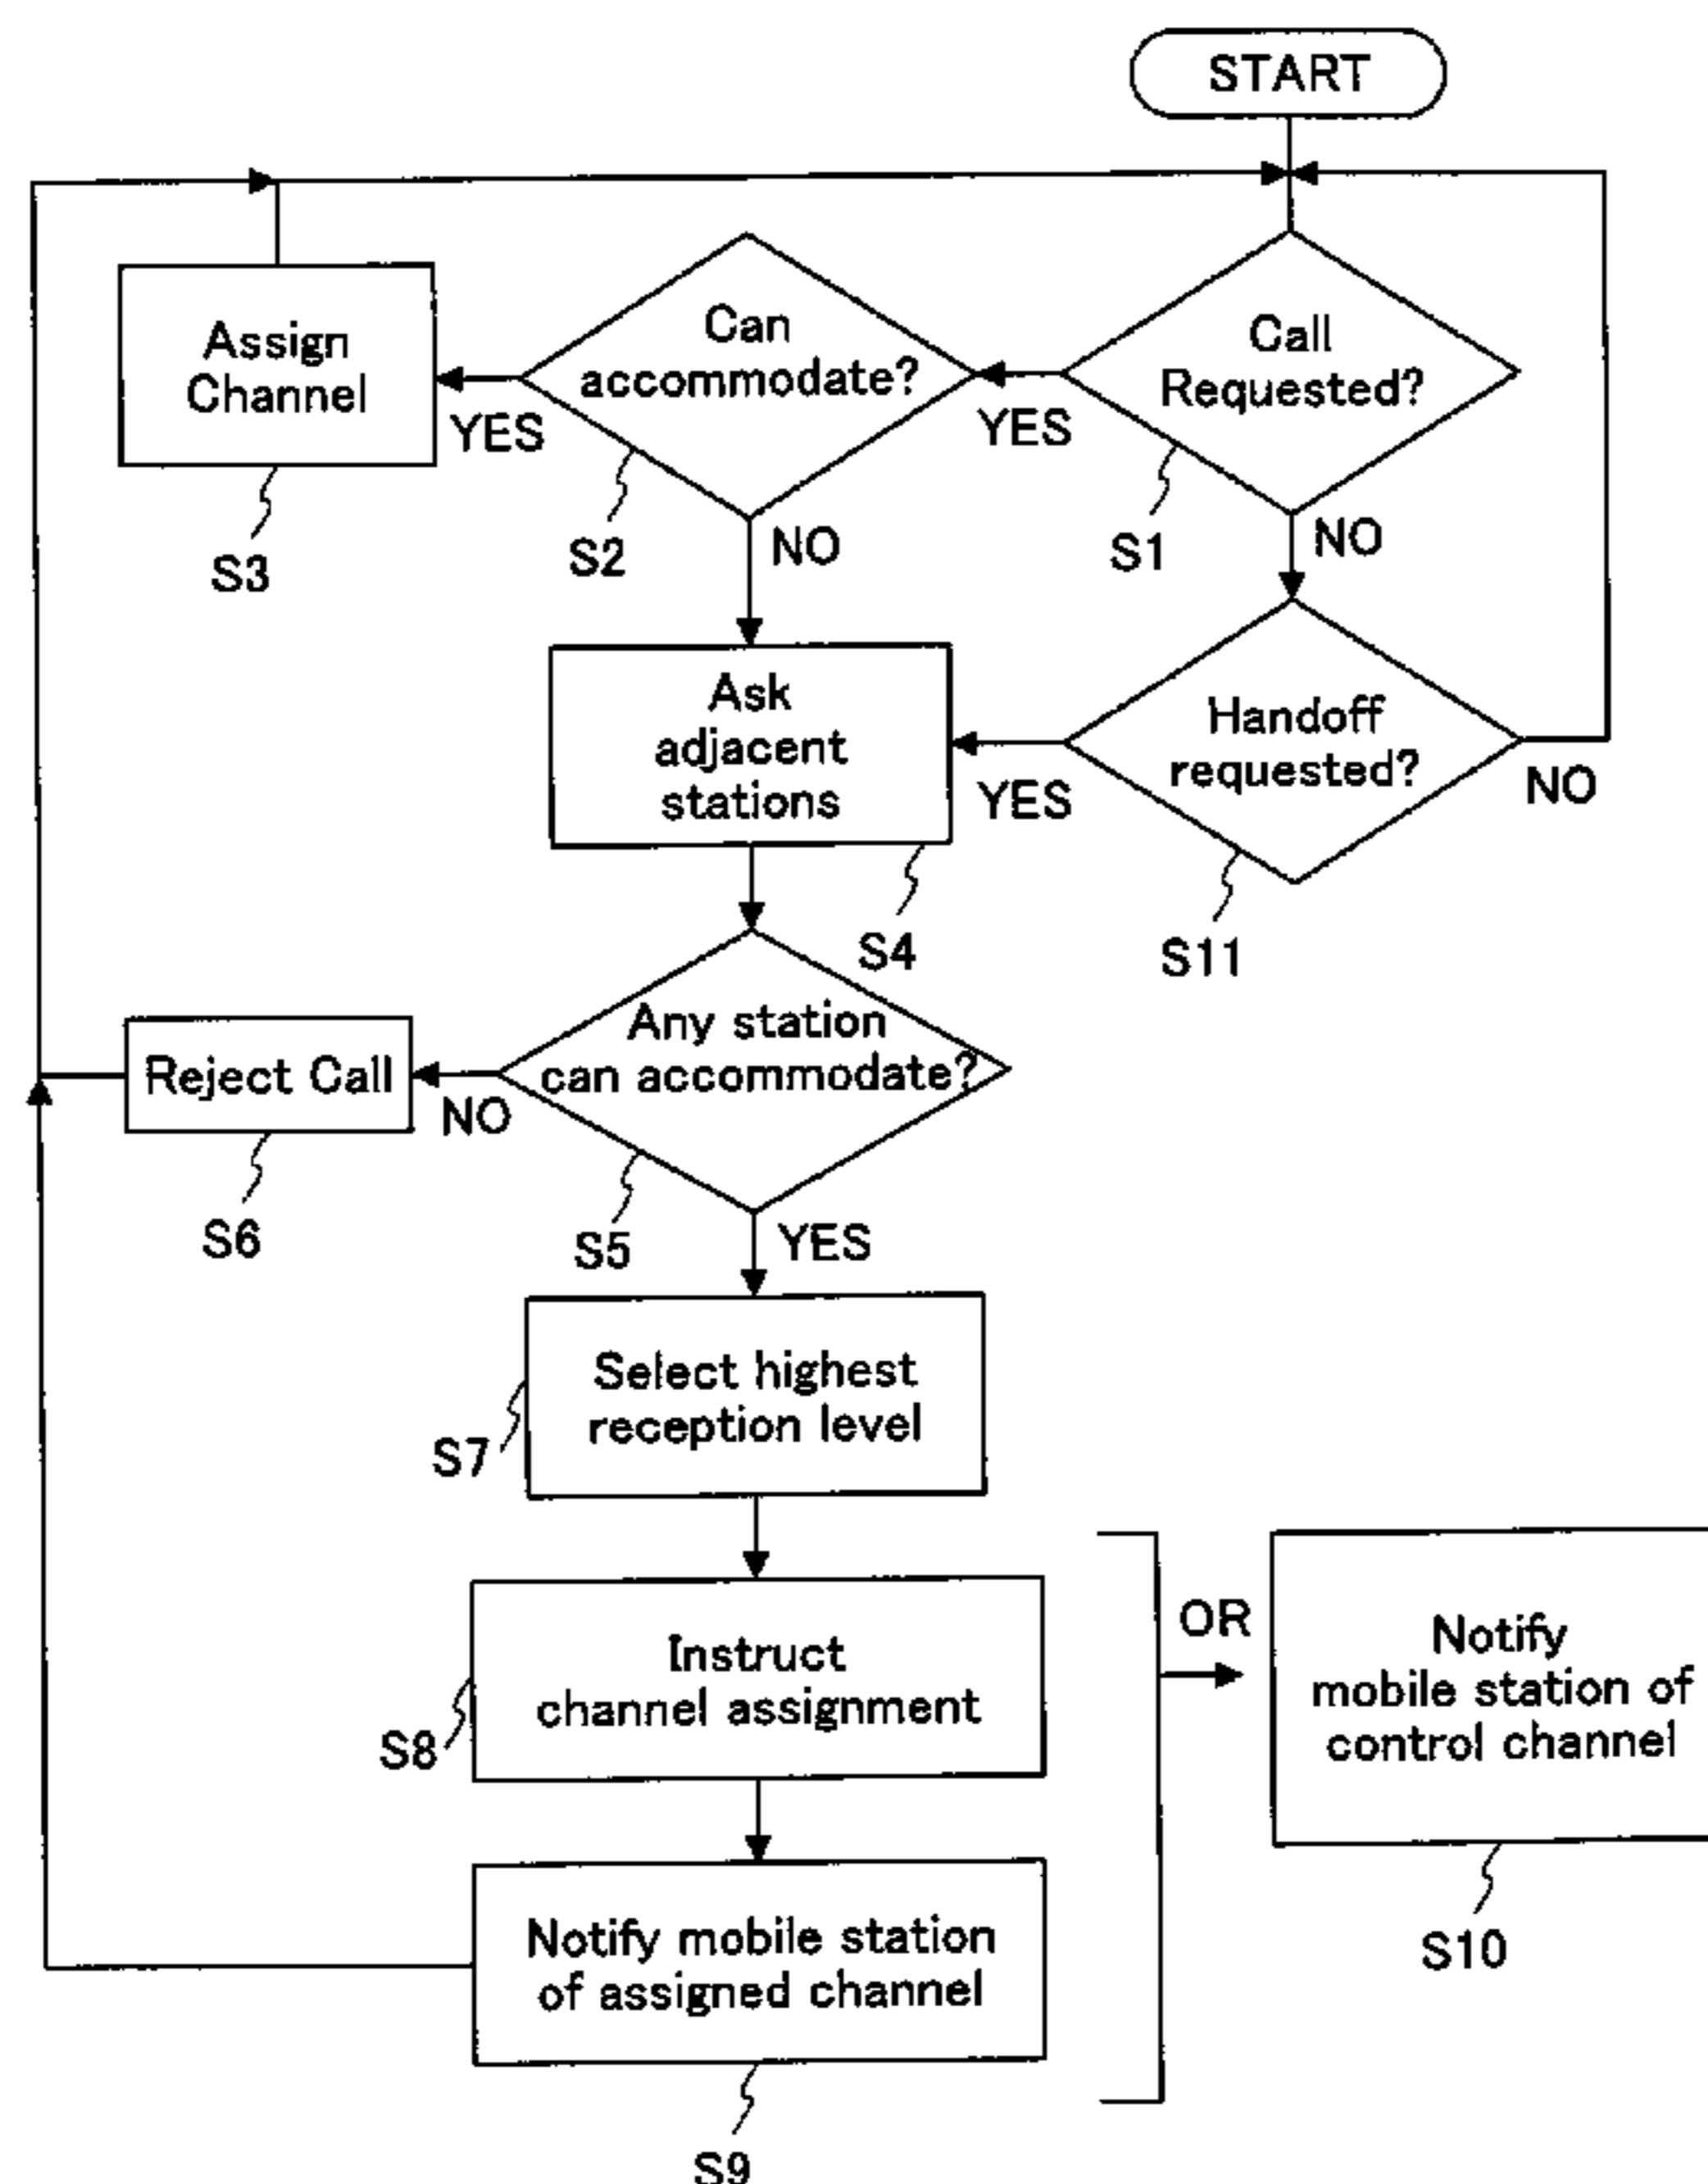 START
Call
Requested?
Can
accommodate?
Assign
Channel
YES
YES
S3
S2
NO
S1
NO
Ask
adjacent
stations
Handoff
requested?
YES
NO
S4
S11
Any station
can accommodate?
Reject Call
NO
S6
S5
YES
Select highest
reception level
S7
Instruct
channel assignment
S8
OR
Notify
mobile station of
control channel
S10
Notify mobile station
of assigned channel
S9